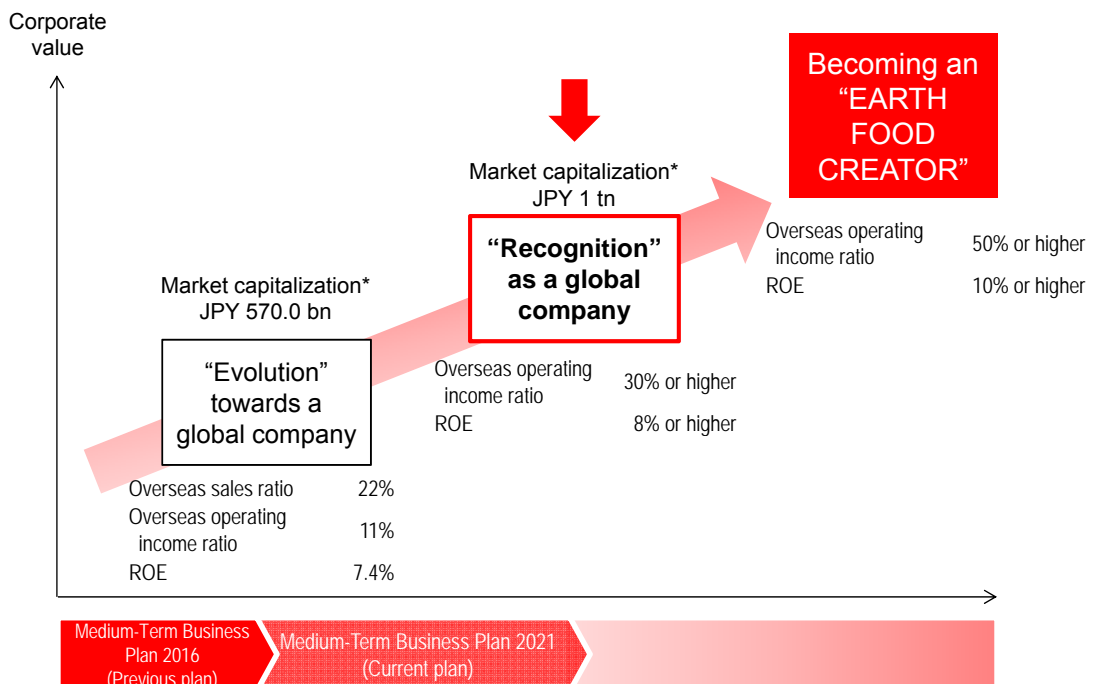 Corporate
value
Becoming an
“EARTH
FOOD
CREATOR”
Market capitalization*
JPY 1 tn
“Recognition”
as a global
company
Overseas operating
income ratio
50% or higher
ROE
10% or higher
Market capitalization*
JPY 570.0 bn
“Evolution”
towards a
global company
Overseas operating
income ratio
30% or higher
ROE
8% or higher
Overseas sales ratio
22%
Overseas operating
income ratio
11%
ROE
7.4%
Medium-Term Business
Plan 2016
(Previous plan)
Medium-Term Business Plan 2021
(Current plan)